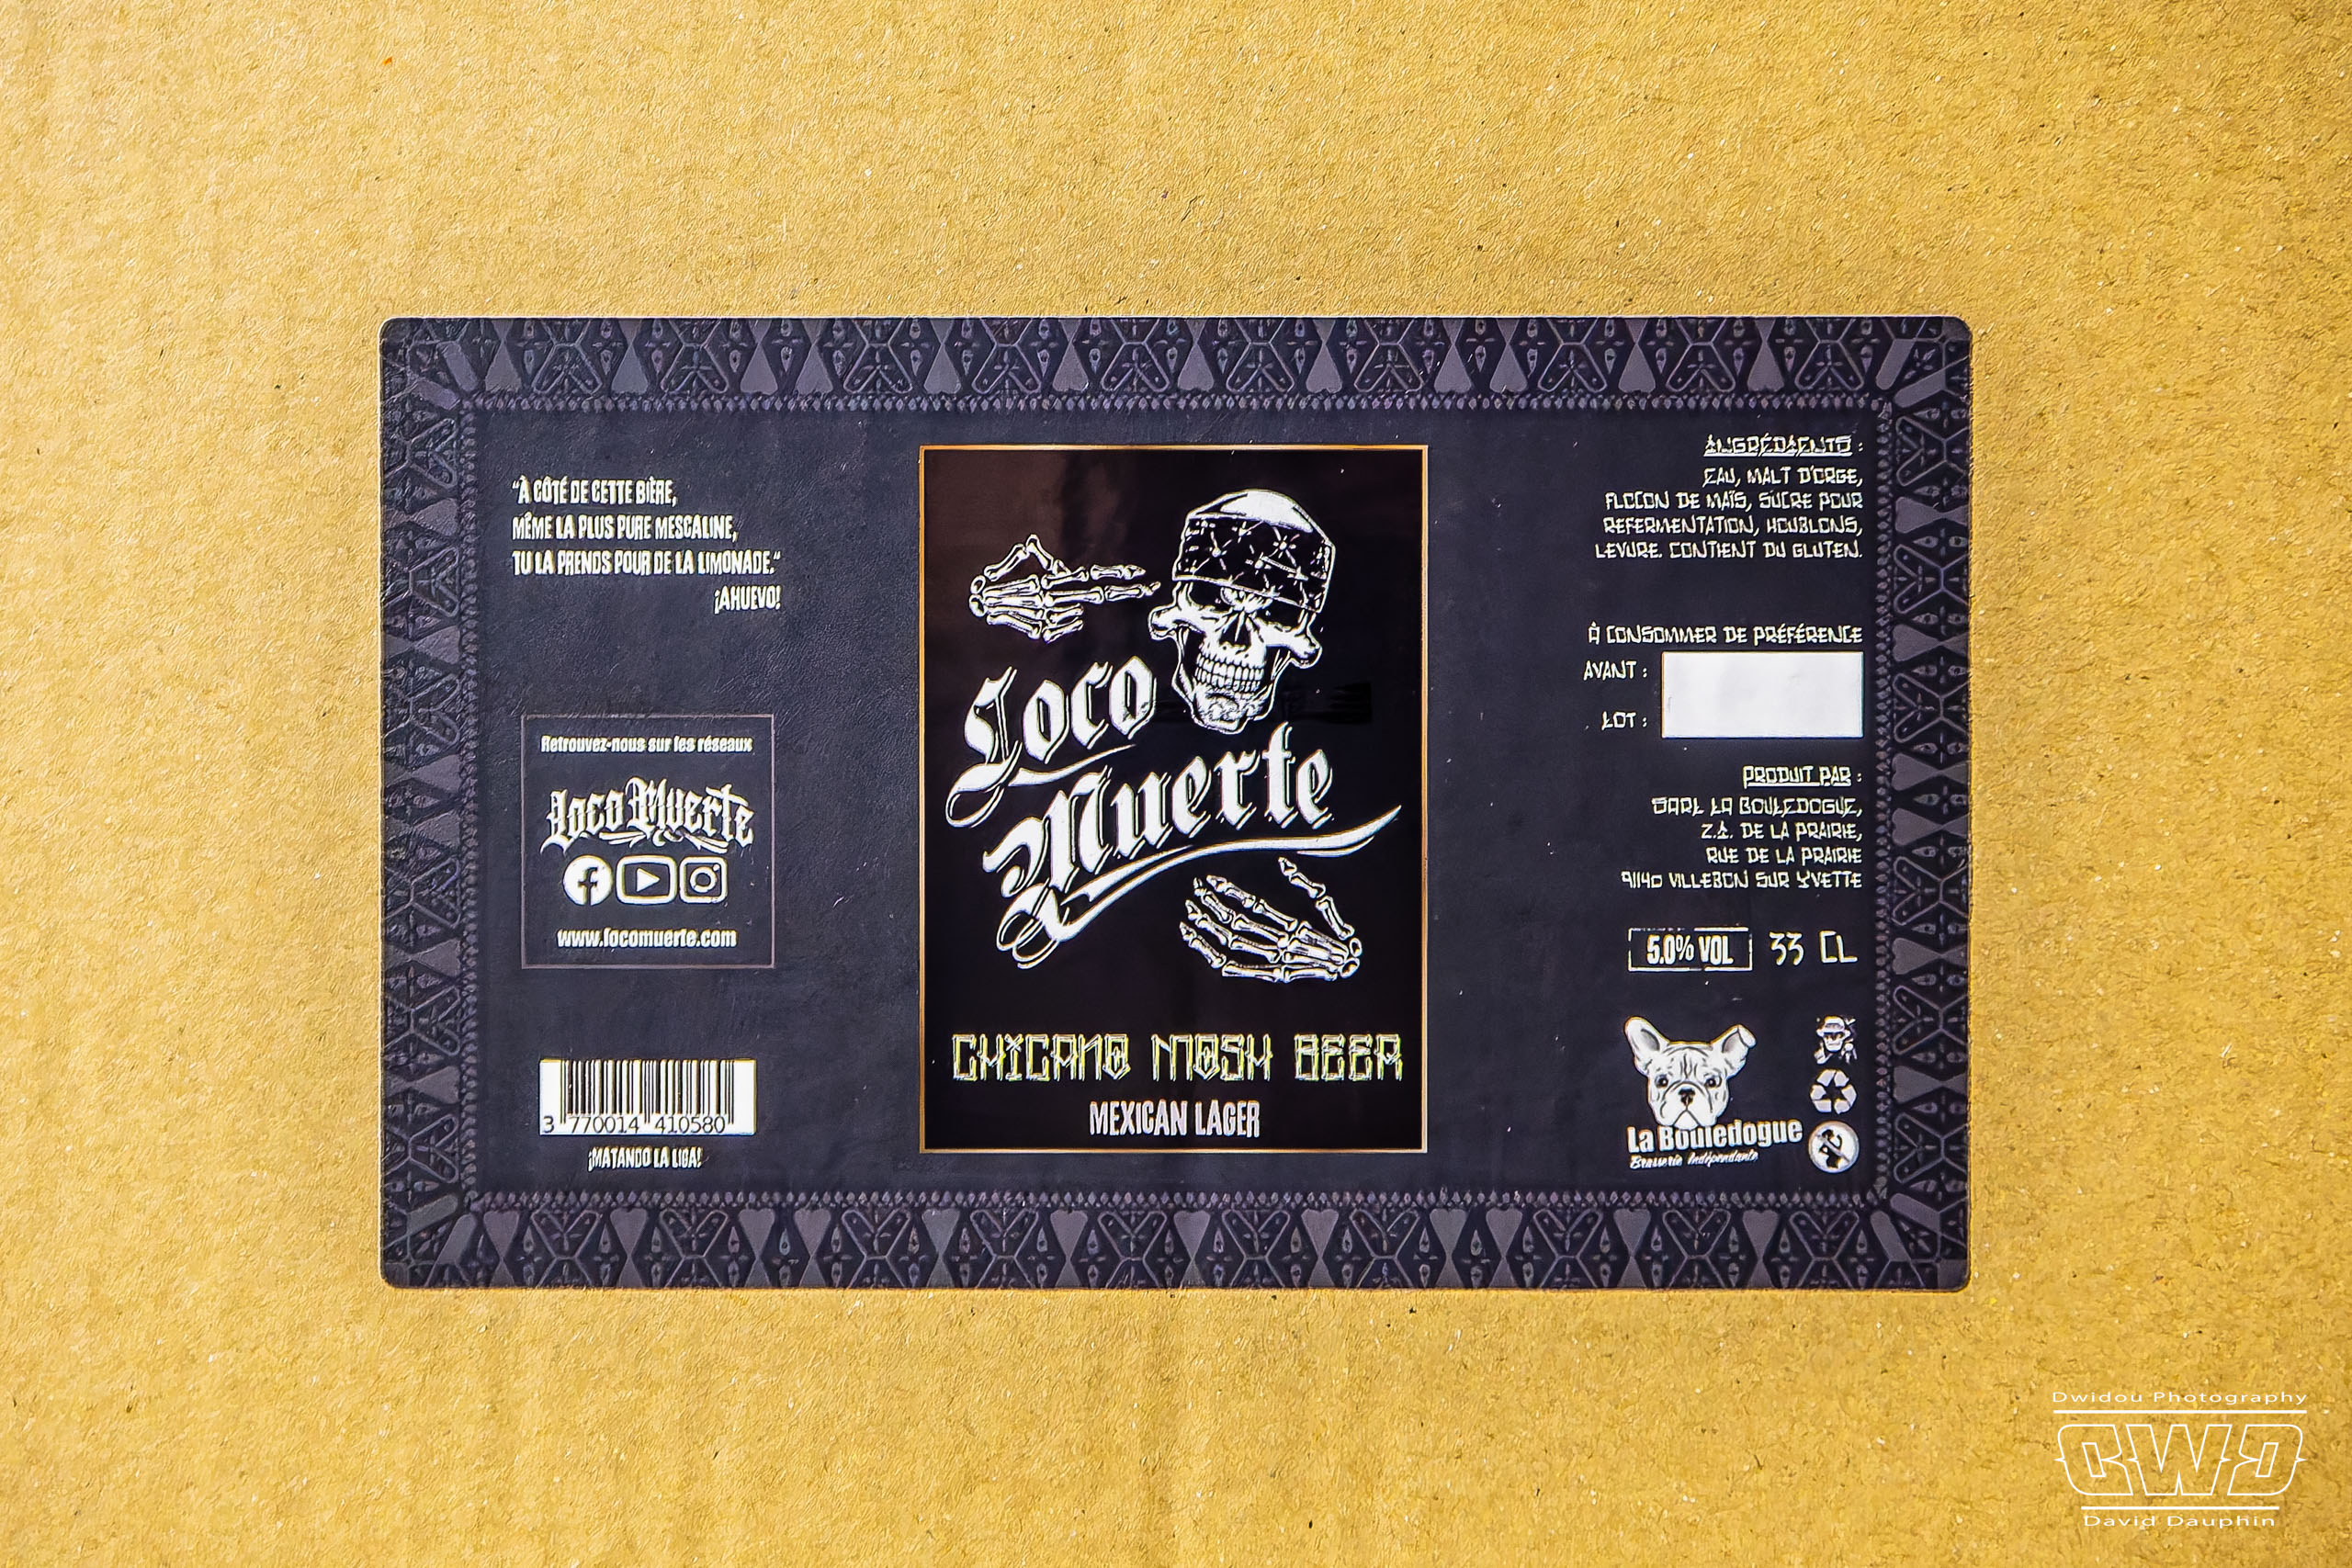 "À CÔTÉ DE CETTE BIÈRE,
MÊME LA PLUS PURE MESCALINE,
TU LA PRENDS POUR DE LA LIMONADE."
¡AHUEVO!
Retrouvez-nous sur les réseaux
Loco Muerte
www.locomuerte.com
3 770014 410580
¡MATANDO LA LIGA!
Loco
Muerte
CHICANO MOSH BEER
MEXICAN LAGER
INGRÉDIENTS :
EAU, MALT D'ORGE,
FLOCON DE MAÏS, SUCRE POUR
REFERMENTATION, HOUBLONS,
LEVURE. CONTIENT DU GLUTEN.
À CONSOMMER DE PRÉFÉRENCE
AVANT :
LOT :
PRODUIT PAR :
SARL LA BOULEDOGUE,
Z.I. DE LA PRAIRIE,
RUE DE LA PRAIRIE
91140 VILLEBON SUR YVETTE
5.0% VOL 33 CL
La Bouledogue
Brasserie Indépendante
Dwidou Photography
DWD
David Dauphin